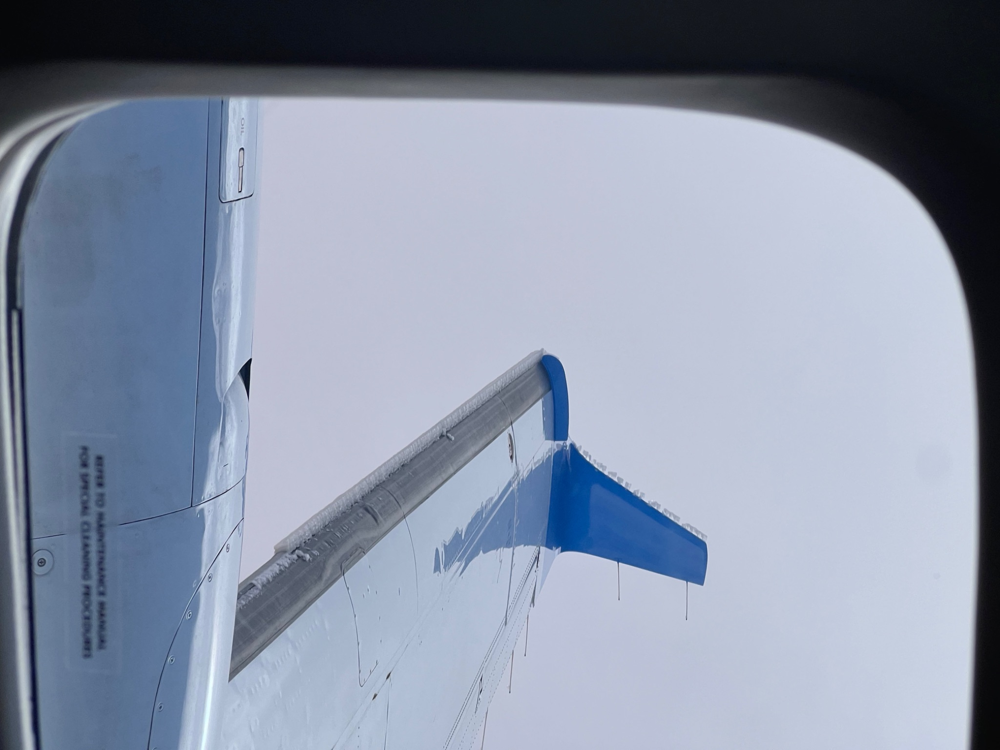 OIL
REFER TO MAINTENANCE MANUAL
FOR SPECIAL CLEANING PROCEDURES